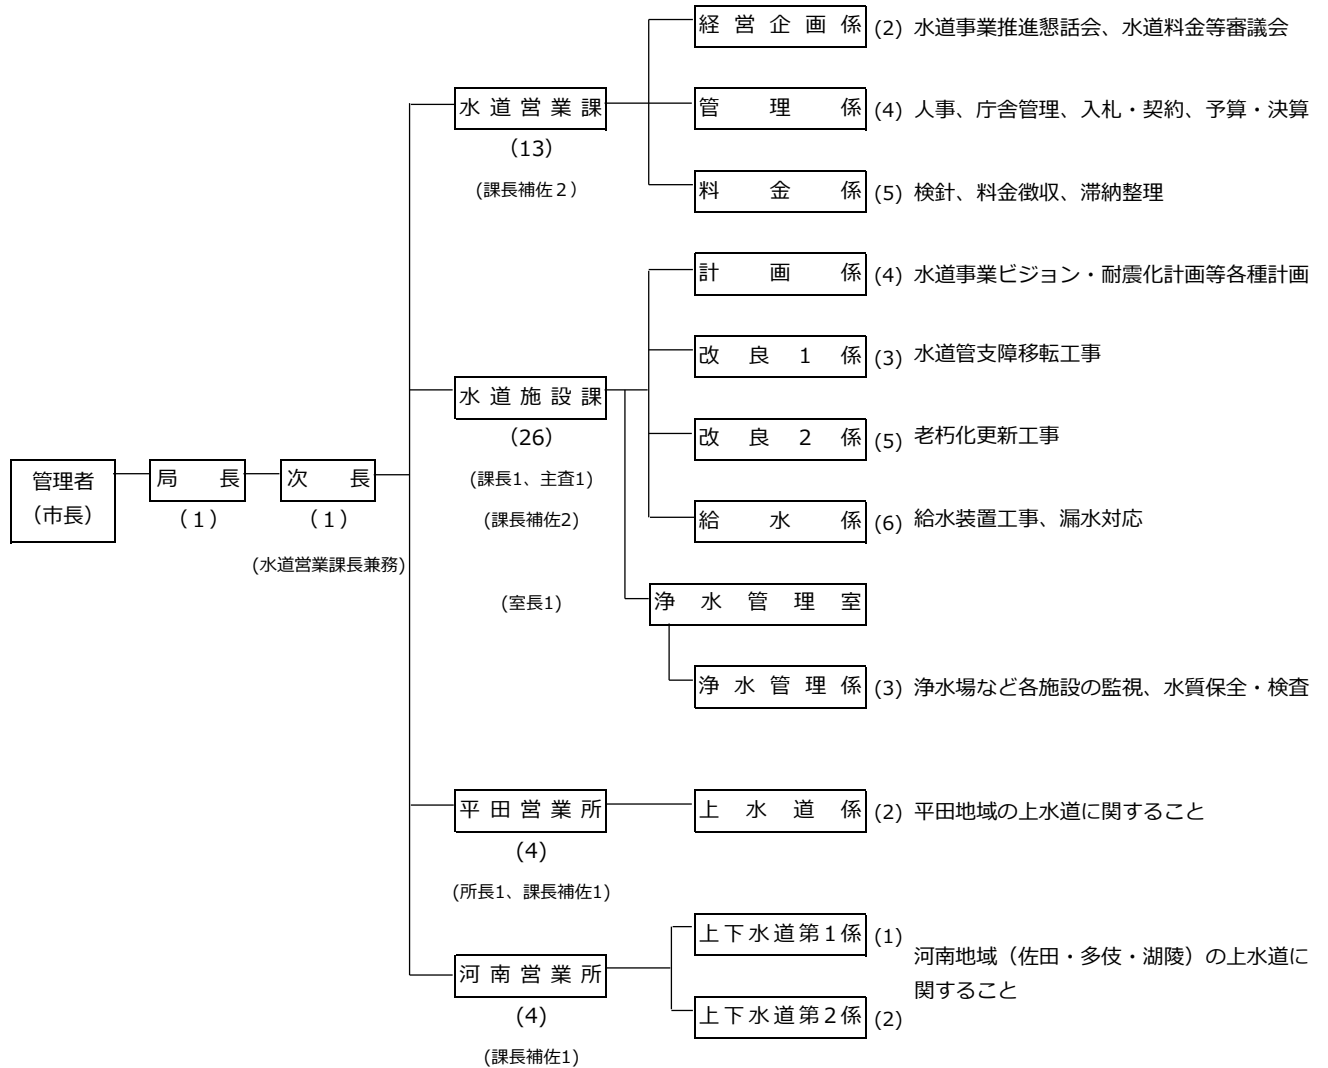 管理者
（市長）
局長
（1）
次長
（1）
(水道営業課長兼務)
水道営業課
（13）
(課長補佐２）
経営企画係 (2) 水道事業推進懇話会、水道料金等審議会
管理係 (4) 人事、庁舎管理、入札・契約、予算・決算
料金係 (5) 検針、料金徴収、滞納整理
水道施設課
（26）
(課長1、主査1)
(課長補佐2)
計画係 (4) 水道事業ビジョン・耐震化計画等各種計画
改良１係 (3) 水道管支障移転工事
改良２係 (5) 老朽化更新工事
給水係 (6) 給水装置工事、漏水対応
(室長1)
浄水管理室
浄水管理係 (3) 浄水場など各施設の監視、水質保全・検査
平田営業所
(4)
(所長1、課長補佐1)
上水道係 (2) 平田地域の上水道に関すること
河南営業所
(4)
(課長補佐1)
上下水道第１係 (1)
上下水道第２係 (2)
河南地域（佐田・多伎・湖陵）の上水道に
関すること